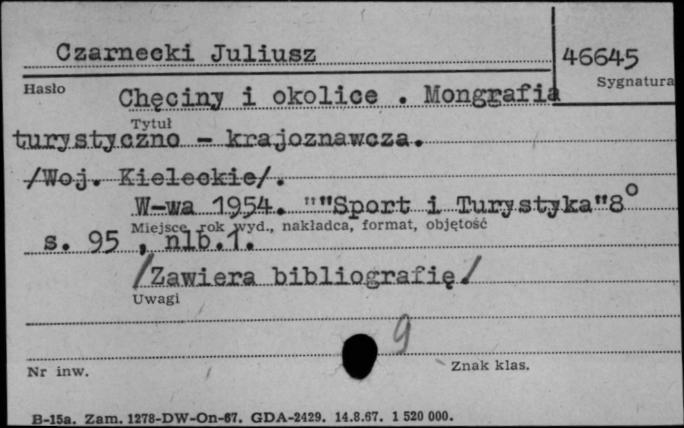 Czarnecki Juliusz
46645
Hasło
Sygnatura
Chęciny i okolice . Mongrafia
Tytuł
turystyczno - krajoznawcza.
/Woj. Kieleckie/.
W-wa 1954. ""Sport i Turystyka"8°
Miejsce, rok wyd., nakładca, format, objętość
s. 95 , nlb.1.
/Zawiera bibliografię/
Uwagi
9
Nr inw.
Znak klas.
B-15a. Zam. 1278-DW-On-67. GDA-2429. 14.8.67. 1 520 000.